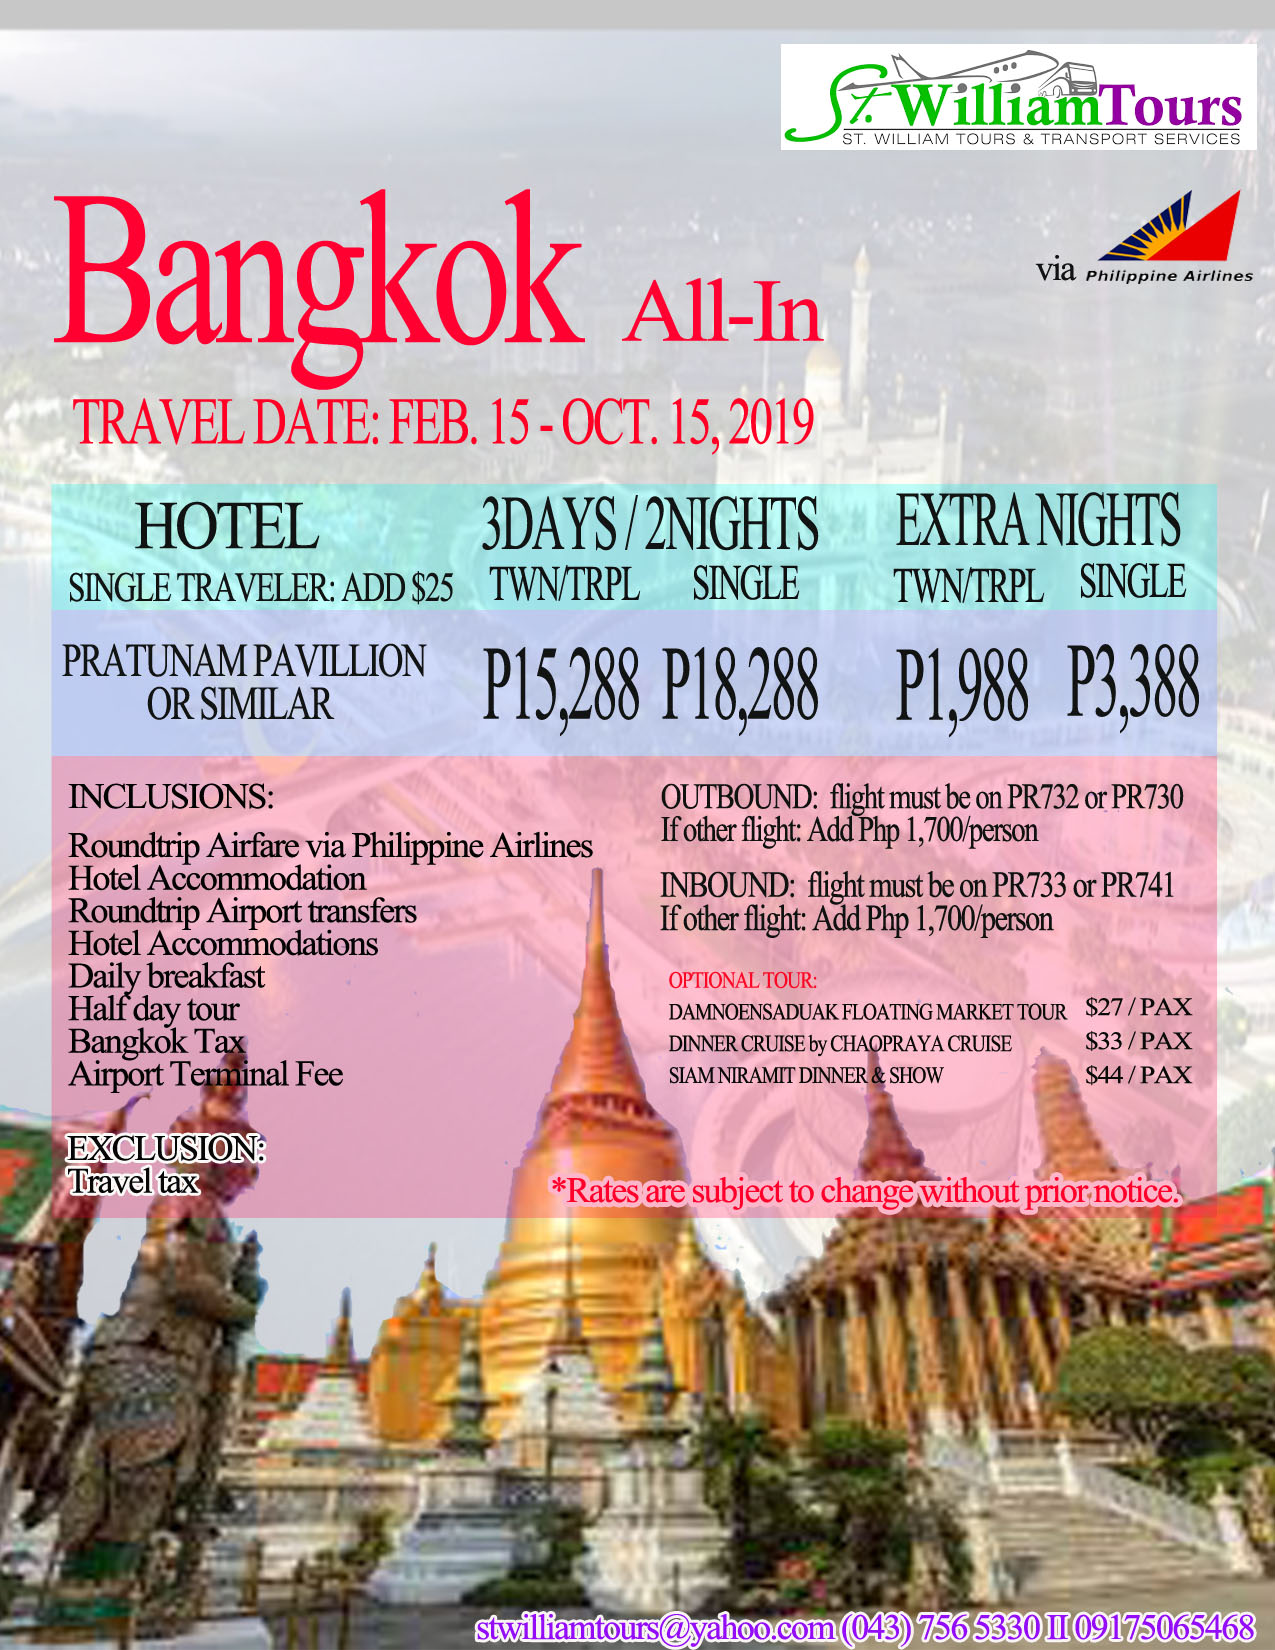 St. WilliamTours
ST. WILLIAM TOURS & TRANSPORT SERVICES
Bangkok All-In
via Philippine Airlines
TRAVEL DATE: FEB. 15 - OCT. 15, 2019
HOTEL 3DAYS / 2NIGHTS EXTRA NIGHTS
SINGLE TRAVELER: ADD $25 TWN/TRPL SINGLE TWN/TRPL SINGLE
PRATUNAM PAVILLION
OR SIMILAR
P15,288 P18,288 P1,988 P3,388
INCLUSIONS:
Roundtrip Airfare via Philippine Airlines
Hotel Accommodation
Roundtrip Airport transfers
Hotel Accommodations
Daily breakfast
Half day tour
Bangkok Tax
Airport Terminal Fee
EXCLUSION:
Travel tax
OUTBOUND: flight must be on PR732 or PR730
If other flight: Add Php 1,700/person
INBOUND: flight must be on PR733 or PR741
If other flight: Add Php 1,700/person
OPTIONAL TOUR:
DAMNOENSADUAK FLOATING MARKET TOUR $27 / PAX
DINNER CRUISE by CHAOPRAYA CRUISE $33 / PAX
SIAM NIRAMIT DINNER & SHOW $44 / PAX
*Rates are subject to change without prior notice.
stwilliamtours@yahoo.com (043) 756 5330 II 09175065468